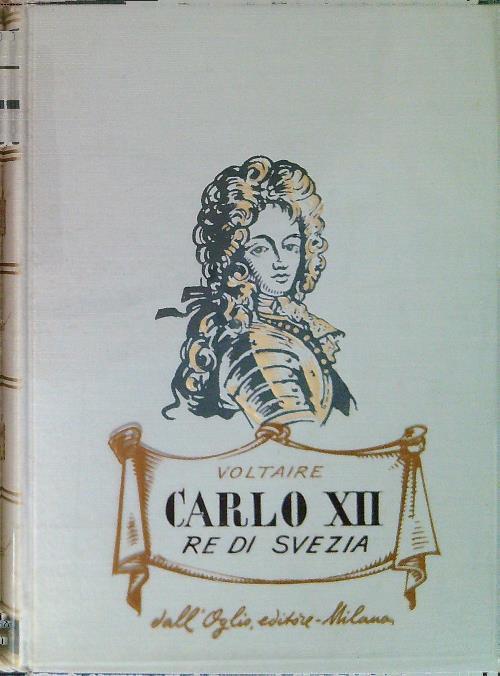 VOLTAIRE
CARLO XII
RE DI SVEZIA
dall'Oglio, editore - Milano